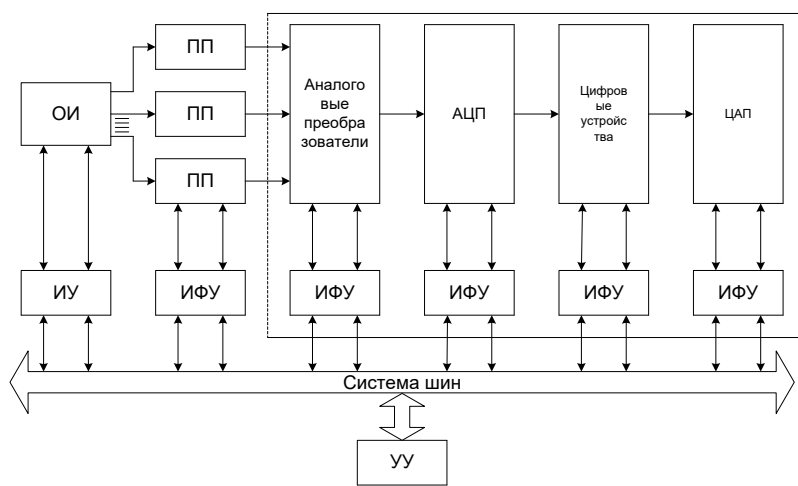 ПП
ОИ
ПП
ПП
Аналого
вые
преобра
зователи
АЦП
Цифров
ые
устройс
тва
ЦАП
ИУ
ИФУ
ИФУ
ИФУ
ИФУ
ИФУ
Система шин
УУ